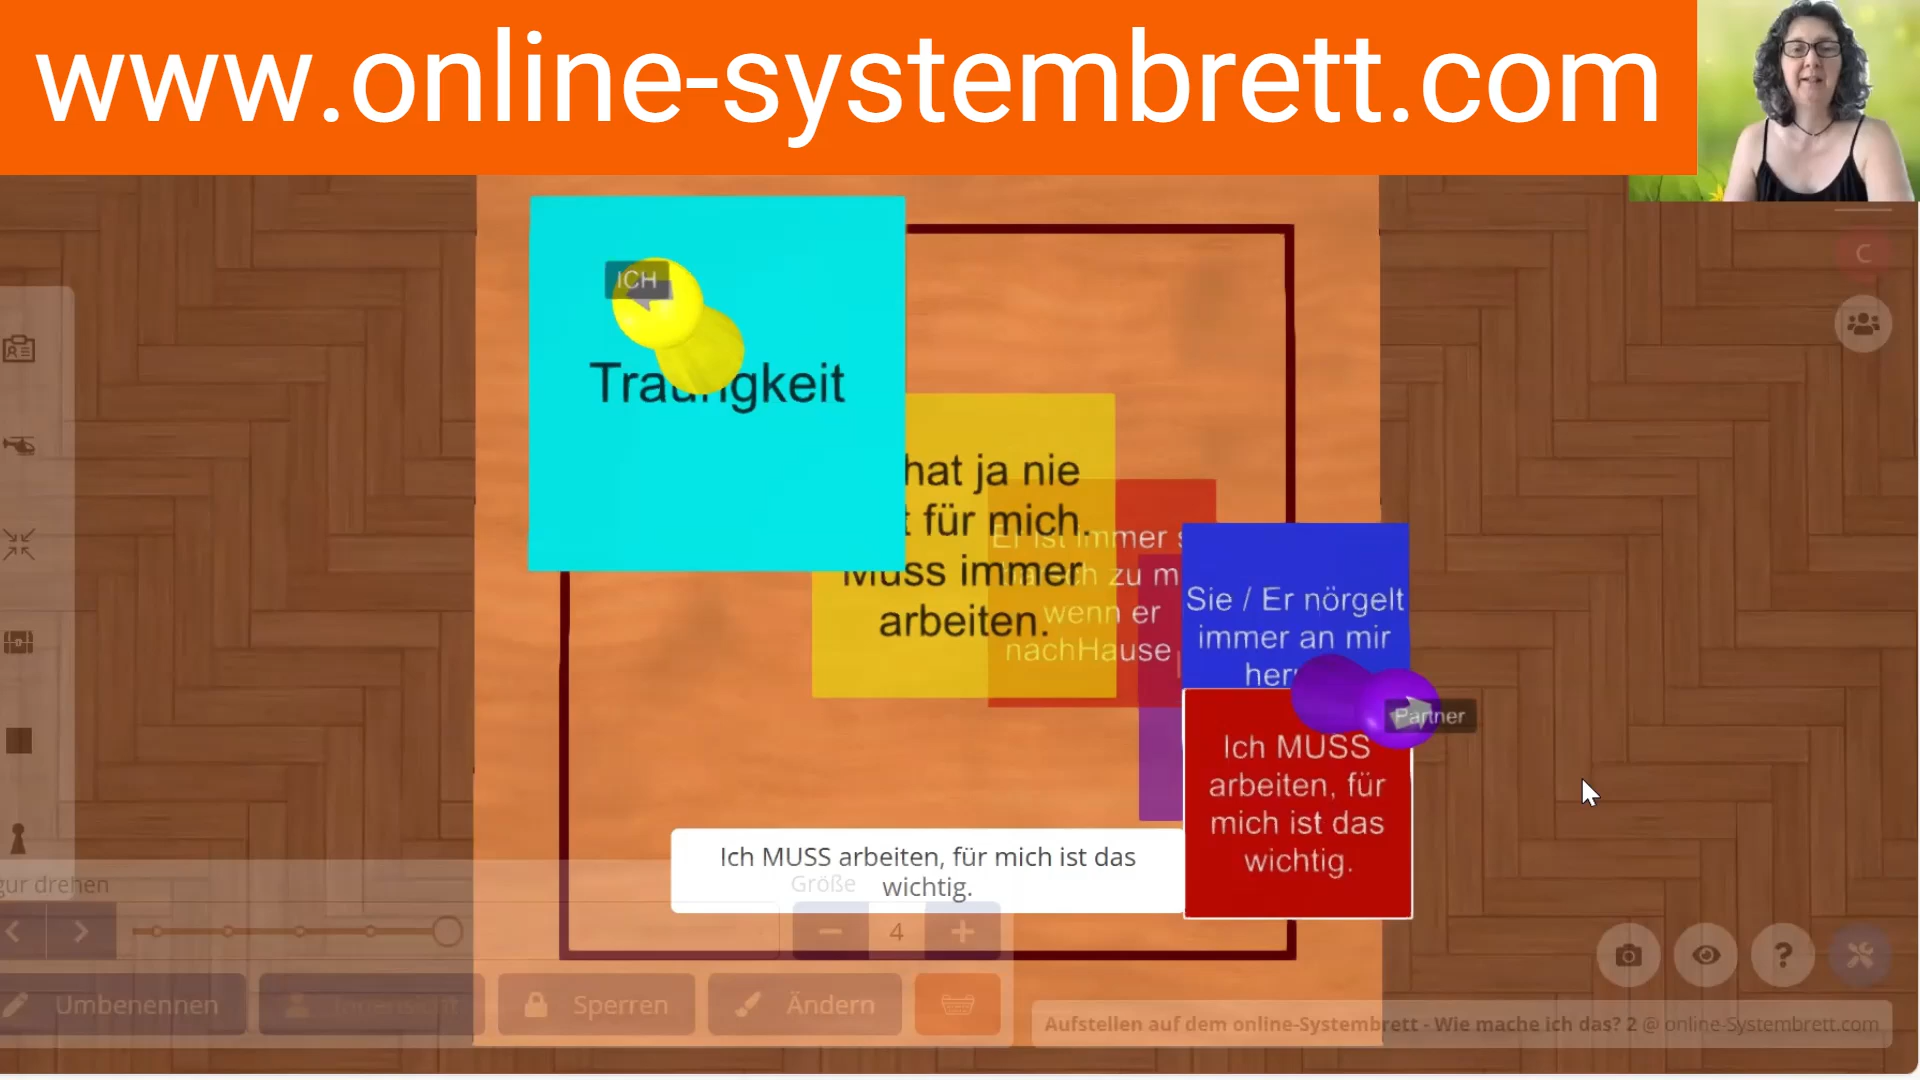 www.online-systembrett.com
C
ICH
Traurigkeit
hat ja nie
für mich.
Muss immer
arbeiten.
Er ist immer
zu m
wenn er
nachHause
Sie / Er nörgelt
immer an mir
Partner
Ich MUSS
arbeiten, für
mich ist das
wichtig.
Ich MUSS arbeiten, für mich ist das
wichtig.
gur drehen
Größe
4
Umbenennen
Innensicht
Sperren
Ändern
?
Aufstellen auf dem online-Systembrett - Wie mache ich das? 2 @ online-Systembrett.com